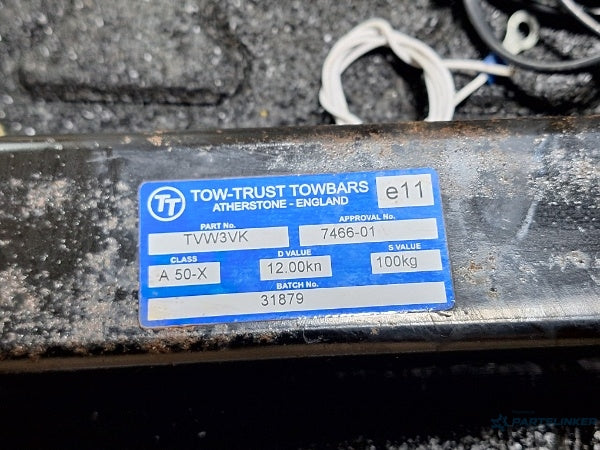 TT TOW-TRUST TOWBARS e11
ATHERSTONE - ENGLAND
PART No. APPROVAL No.
TVW3VK 7466-01
CLASS D VALUE S VALUE
A 50-X 12.00kn 100kg
BATCH No.
31879
PARTSLINKER